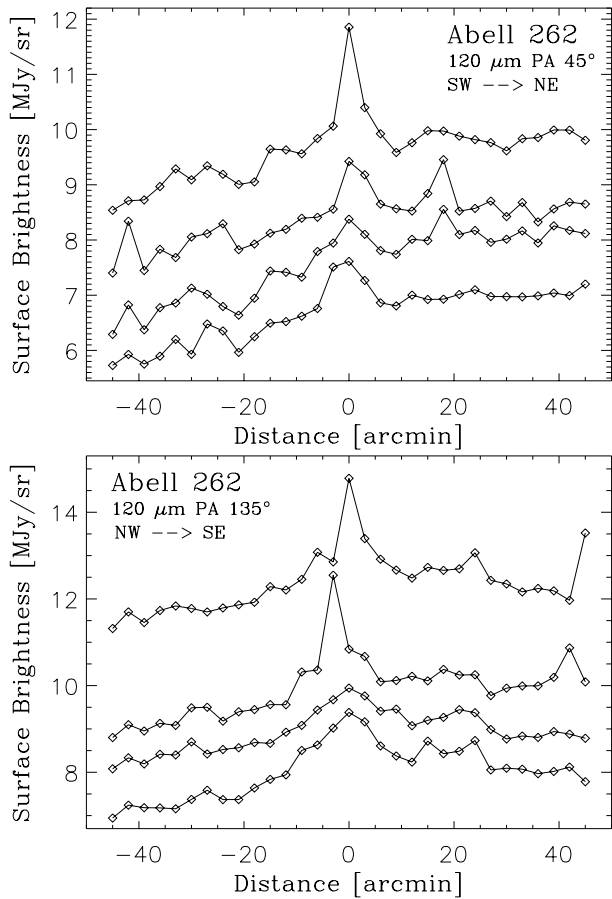 12
11
10
9
8
7
6
Surface Brightness [MJy/sr]
Abell 262
120 μm PA 45°
SW --> NE
−40 −20 0 20 40
Distance [arcmin]
14
12
10
8
Surface Brightness [MJy/sr]
Abell 262
120 μm PA 135°
NW --> SE
−40 −20 0 20 40
Distance [arcmin]